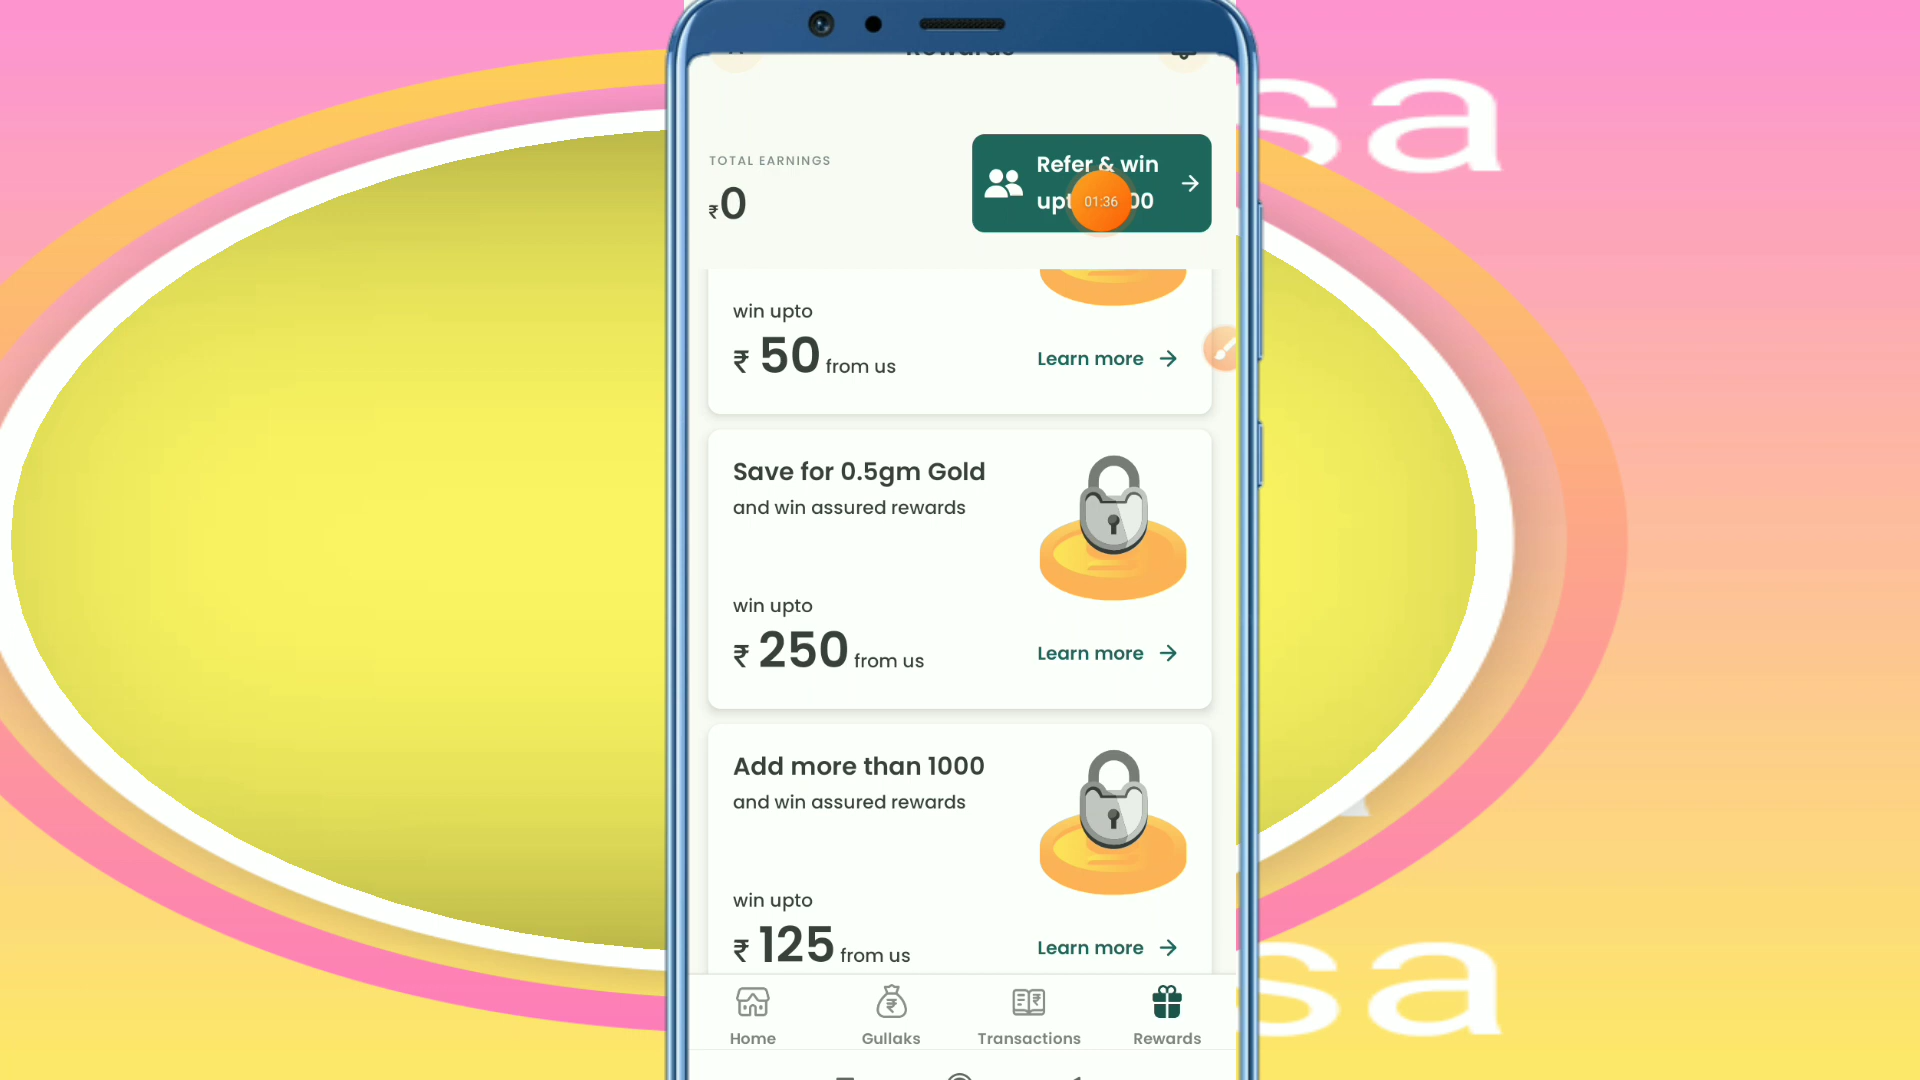 sa
Rewards
TOTAL EARNINGS
₹0
Refer & win
01:36
win upto
₹ 50 from us
Learn more
Save for 0.5gm Gold
and win assured rewards
win upto
₹ 250 from us
Learn more
Add more than 1000
and win assured rewards
win upto
₹ 125 from us
Learn more
Home
Gullaks
Transactions
Rewards
sa